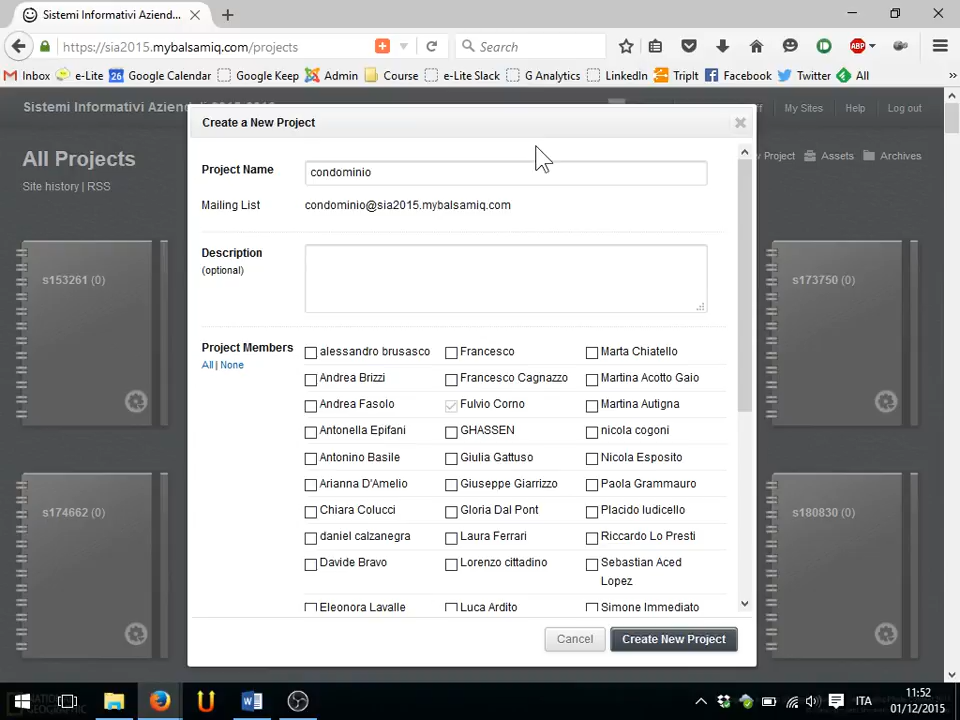 Sistemi Informativi Aziend...
https://sia2015.mybalsamiq.com/projects
Search
ABP
Inbox
e-Lite
26 Google Calendar
Google Keep
Admin
Course
e-Lite Slack
G Analytics
LinkedIn
TripIt
Facebook
Twitter
All
Sistemi Informativi Aziend
My Sites
Help
Log out
Create a New Project
All Projects
Site history | RSS
Project
Assets
Archives
Project Name
condominio
Mailing List
condominio@sia2015.mybalsamiq.com
Description
(optional)
s153261 (0)
s173750 (0)
s174662 (0)
s180830 (0)
Project Members
All | None
alessandro brusasco
Francesco
Marta Chiatello
Andrea Brizzi
Francesco Cagnazzo
Martina Acotto Gaio
Andrea Fasolo
Fulvio Corno
Martina Autigna
Antonella Epifani
GHASSEN
nicola cogoni
Antonino Basile
Giulia Gattuso
Nicola Esposito
Arianna D'Amelio
Giuseppe Giarrizzo
Paola Grammauro
Chiara Colucci
Gloria Dal Pont
Placido Iudicello
daniel calzanegra
Laura Ferrari
Riccardo Lo Presti
Davide Bravo
Lorenzo cittadino
Sebastian Aced
Lopez
Eleonora Lavalle
Luca Ardito
Simone Immediato
Cancel
Create New Project
ITA
11:52
01/12/2015